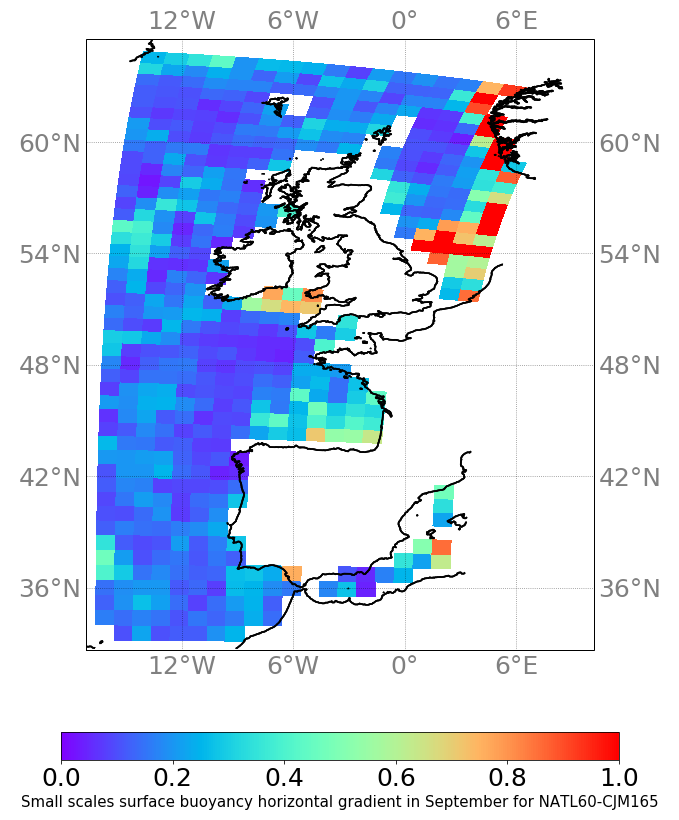 12°W 6°W 0° 6°E
60°N 60°N
54°N 54°N
48°N 48°N
42°N 42°N
36°N 36°N
12°W 6°W 0° 6°E
0.0 0.2 0.4 0.6 0.8 1.0
Small scales surface buoyancy horizontal gradient in September for NATL60-CJM165